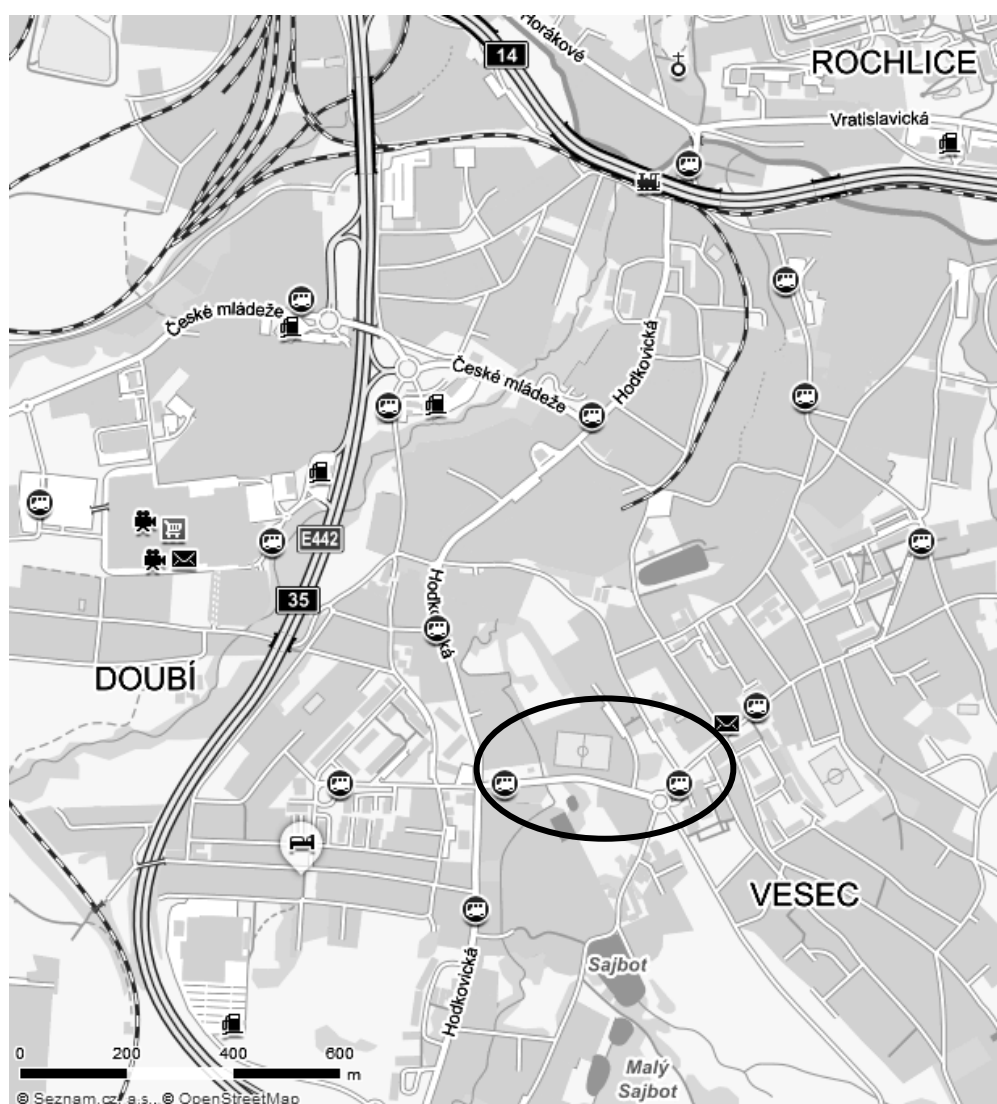 14
Horákové
ROCHLICE
Vratislavická
České mládeže
České mládeže
Hodkovická
E442
35
Hodkovická
DOUBÍ
VESEC
Sajbot
Hodkovická
Malý
Sajbot
0 200 400 600
m
© Seznam.cz, a.s., © OpenStreetMap